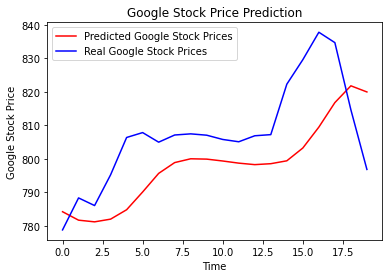 Google Stock Price Prediction
Predicted Google Stock Prices
Real Google Stock Prices
Google Stock Price
840
830
820
810
800
790
780
0.0 2.5 5.0 7.5 10.0 12.5 15.0 17.5
Time